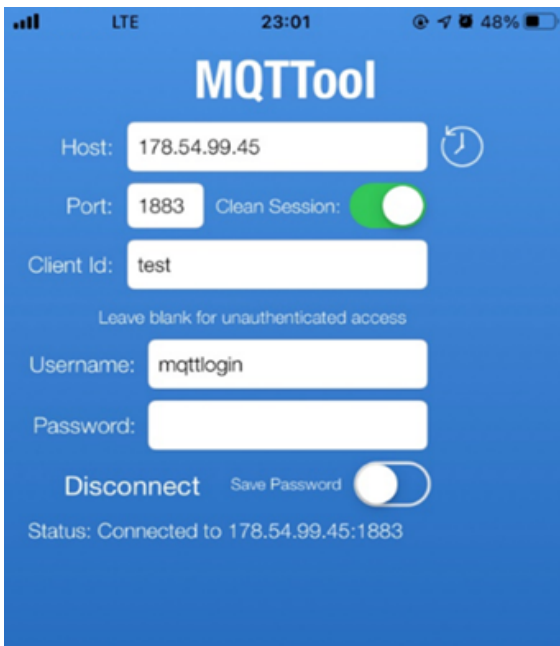 LTE 23:01 48%
MQTTool
Host: 178.54.99.45
Port: 1883 Clean Session:
Client Id: test
Leave blank for unauthenticated access
Username: mqttlogin
Password:
Disconnect Save Password
Status: Connected to 178.54.99.45:1883